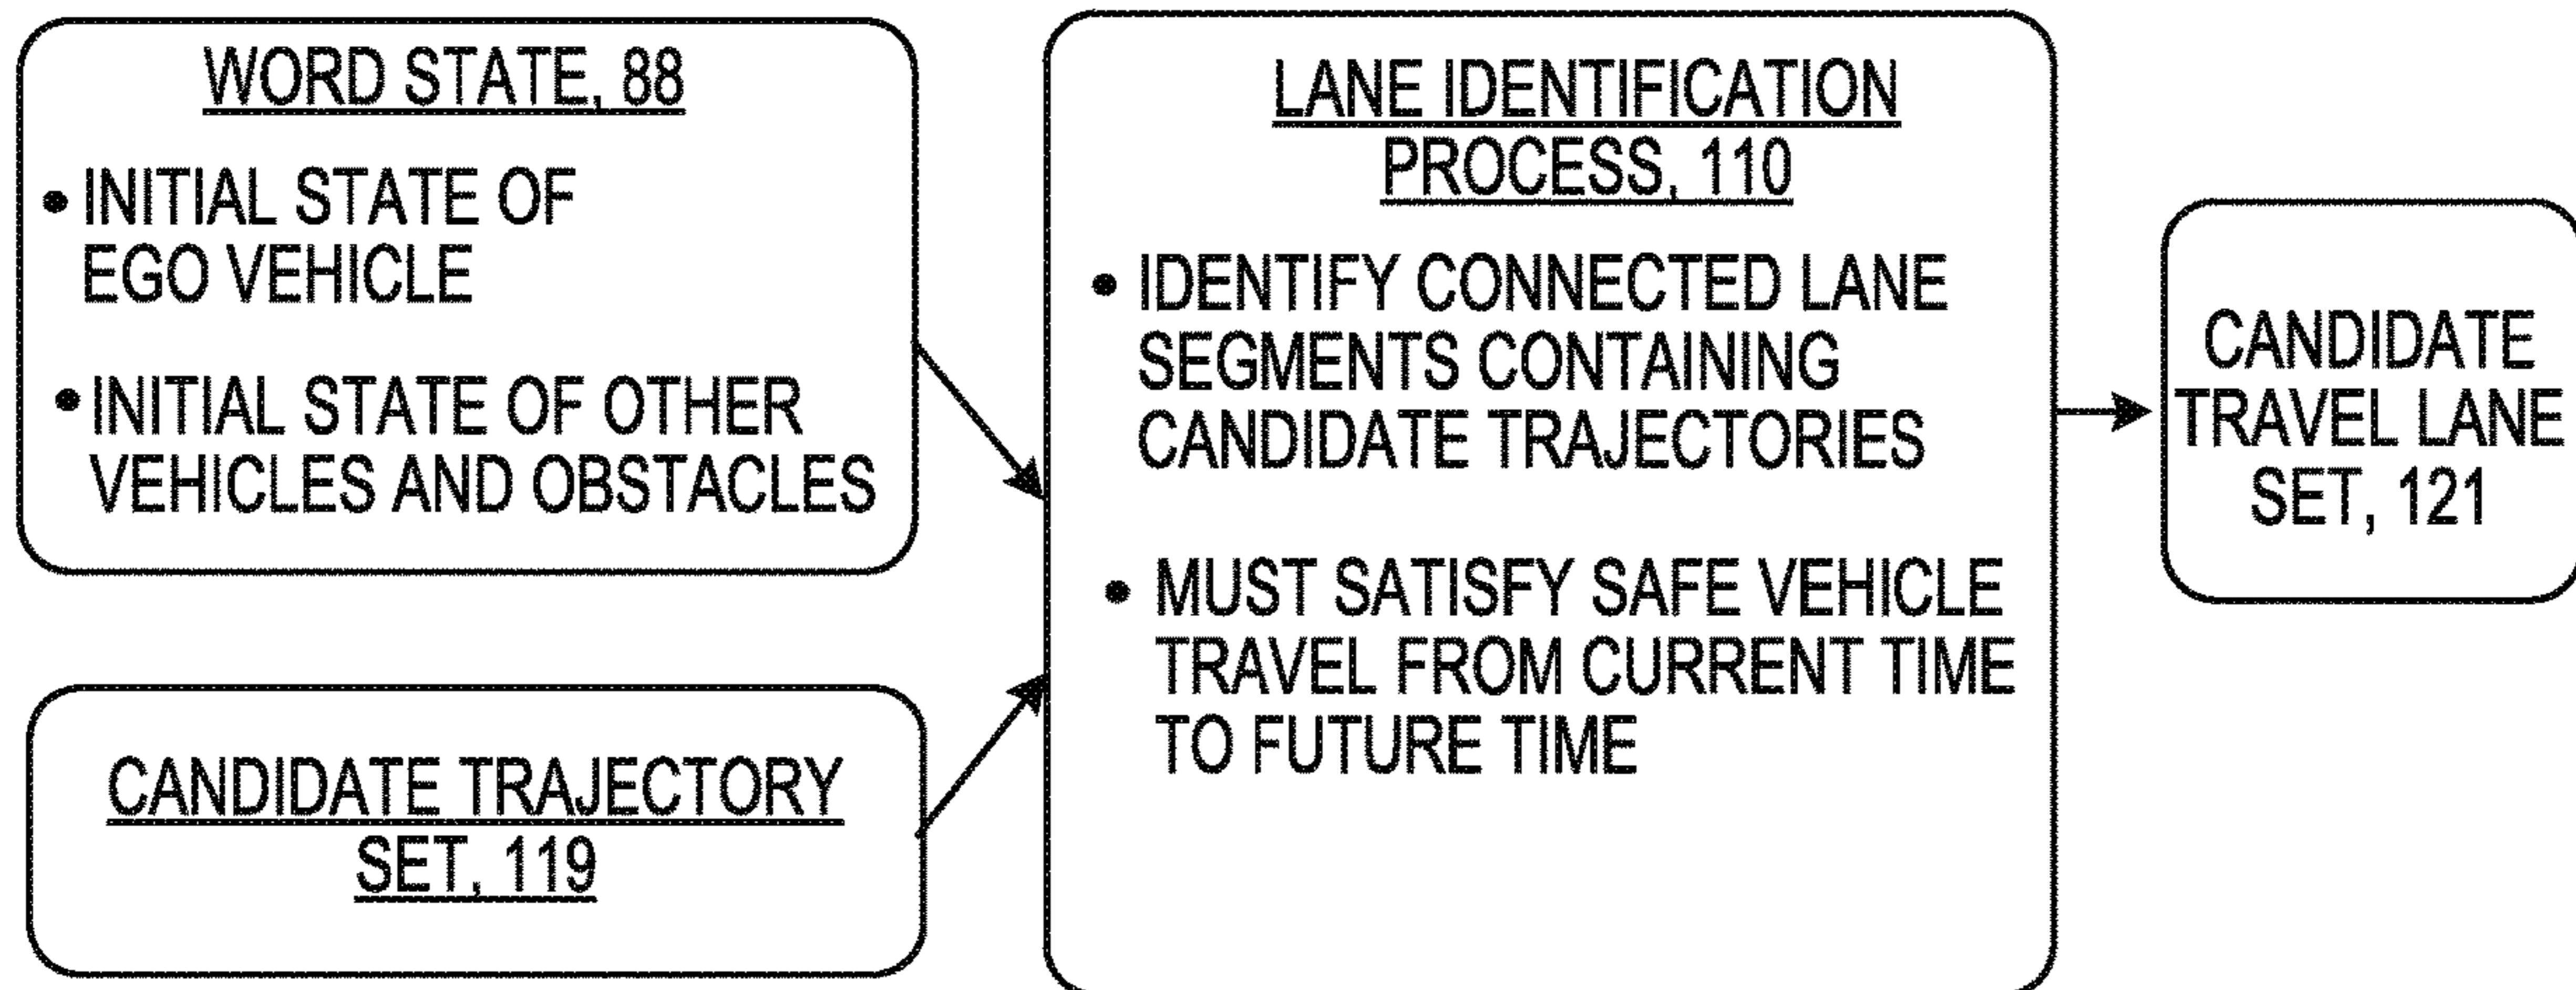 WORD STATE, 88
• INITIAL STATE OF
EGO VEHICLE
• INITIAL STATE OF OTHER
VEHICLES AND OBSTACLES
CANDIDATE TRAJECTORY
SET, 119
LANE IDENTIFICATION
PROCESS, 110
• IDENTIFY CONNECTED LANE
SEGMENTS CONTAINING
CANDIDATE TRAJECTORIES
• MUST SATISFY SAFE VEHICLE
TRAVEL FROM CURRENT TIME
TO FUTURE TIME
CANDIDATE
TRAVEL LANE
SET, 121